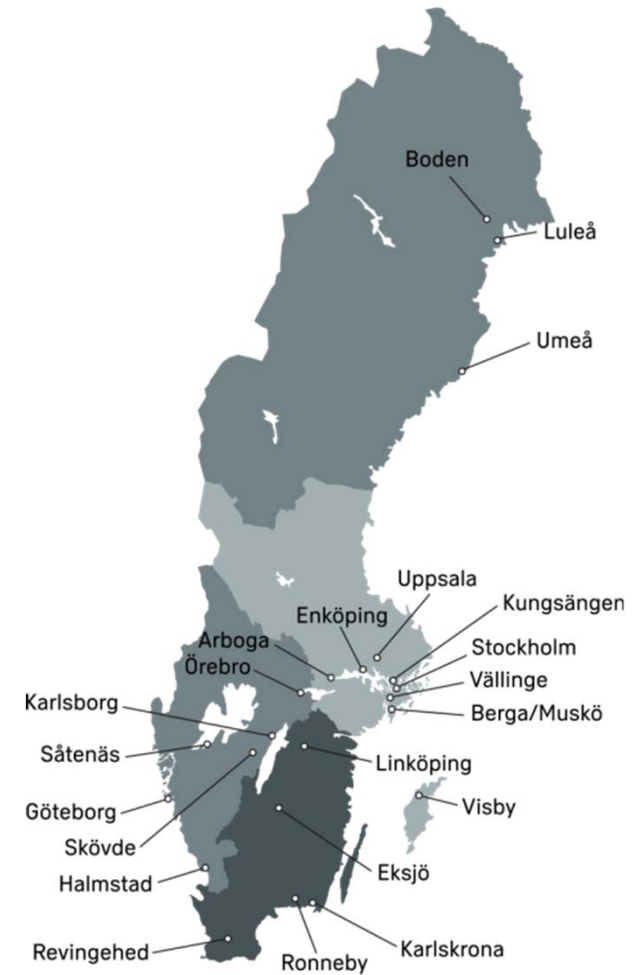 Boden
Luleå
Umeå
Uppsala
Kungsängen
Enköping
Arboga
Stockholm
Örebro
Vällinge
Karlsborg
Berga/Muskö
Såtenäs
Linköping
Göteborg
Visby
Skövde
Eksjö
Halmstad
Revingehed
Karlskrona
Ronneby